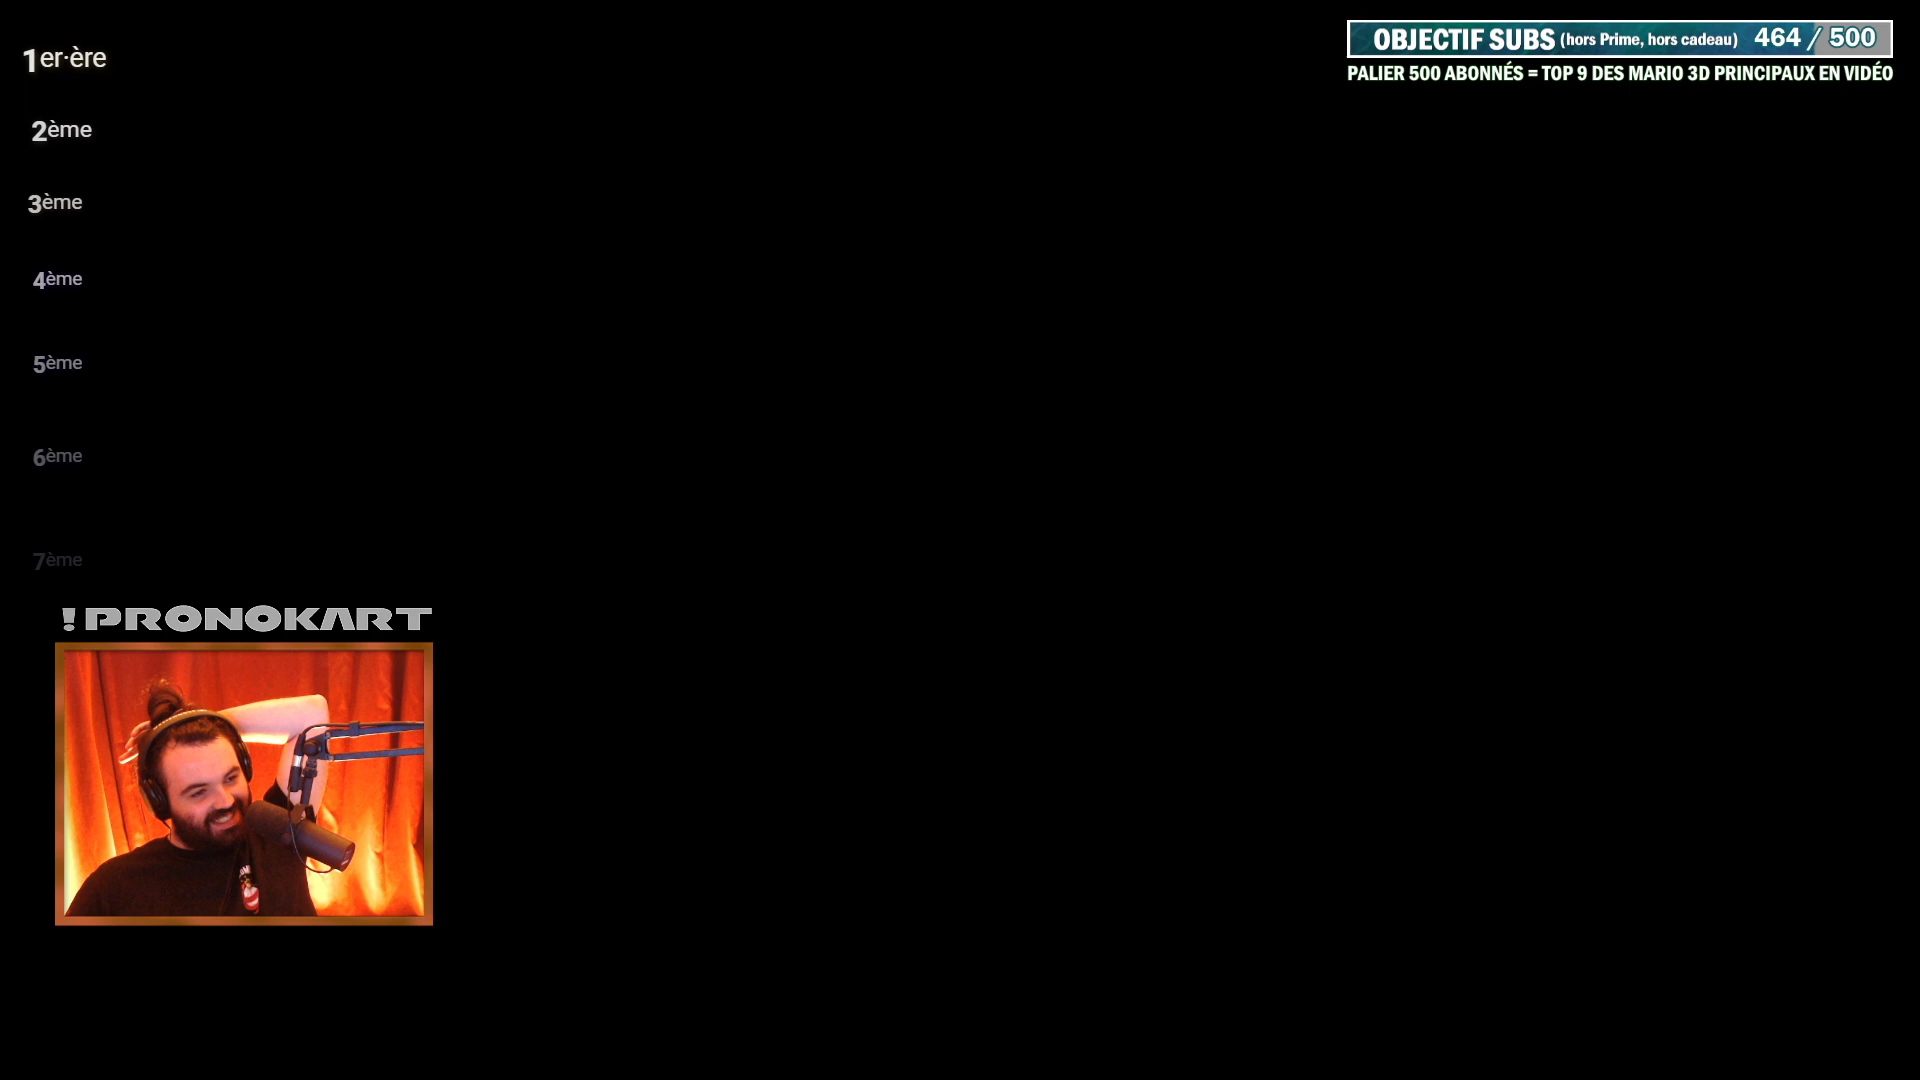 1er·ère
2ème
3ème
4ème
5ème
6ème
7ème
! PRONOKART
OBJECTIF SUBS (hors Prime, hors cadeau) 464 / 500
PALIER 500 ABONNÉS = TOP 9 DES MARIO 3D PRINCIPAUX EN VIDÉO